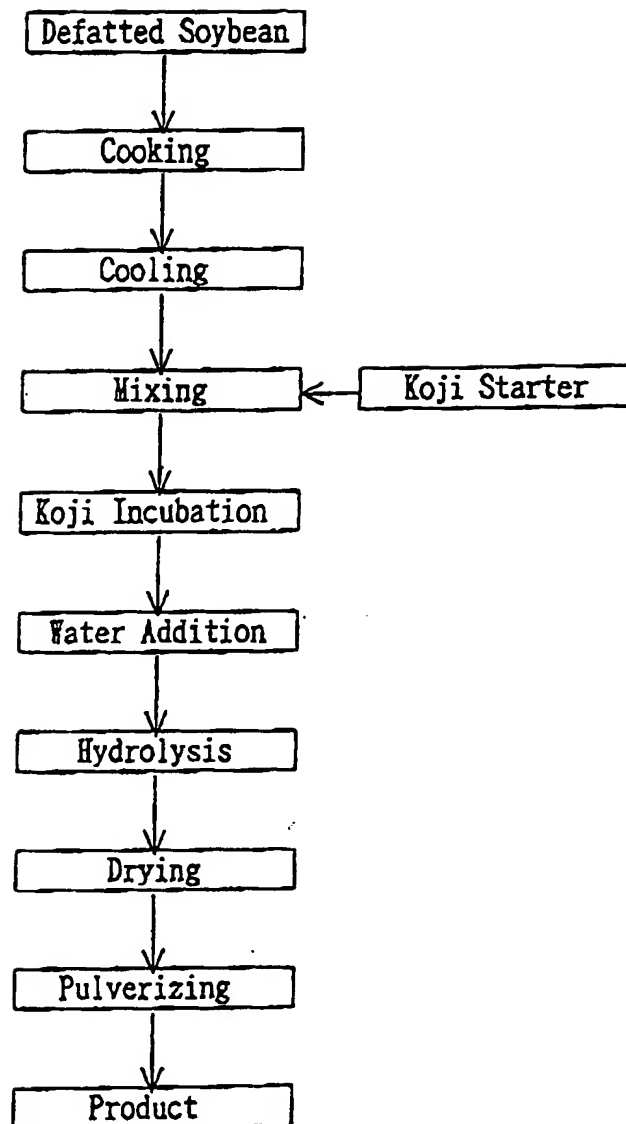 Defatted Soybean
Cooking
Cooling
Mixing
Koji Starter
Koji Incubation
Water Addition
Hydrolysis
Drying
Pulverizing
Product